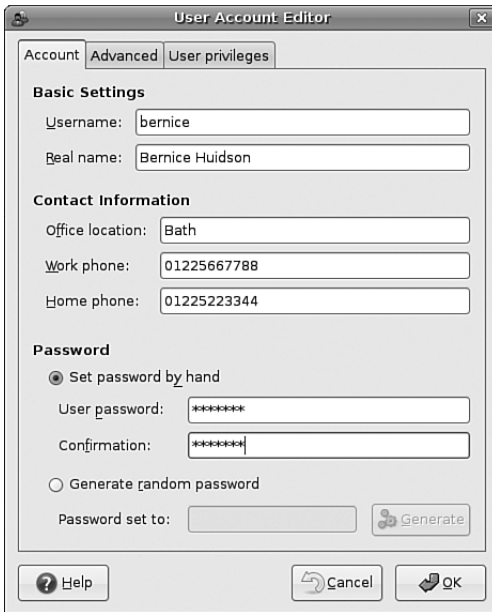 User Account Editor
Account Advanced User privileges
Basic Settings
Username: bernice
Real name: Bernice Huidson
Contact Information
Office location: Bath
Work phone: 01225667788
Home phone: 01225223344
Password
Set password by hand
User password: *******
Confirmation: *******
Generate random password
Password set to: Generate
Help Cancel OK